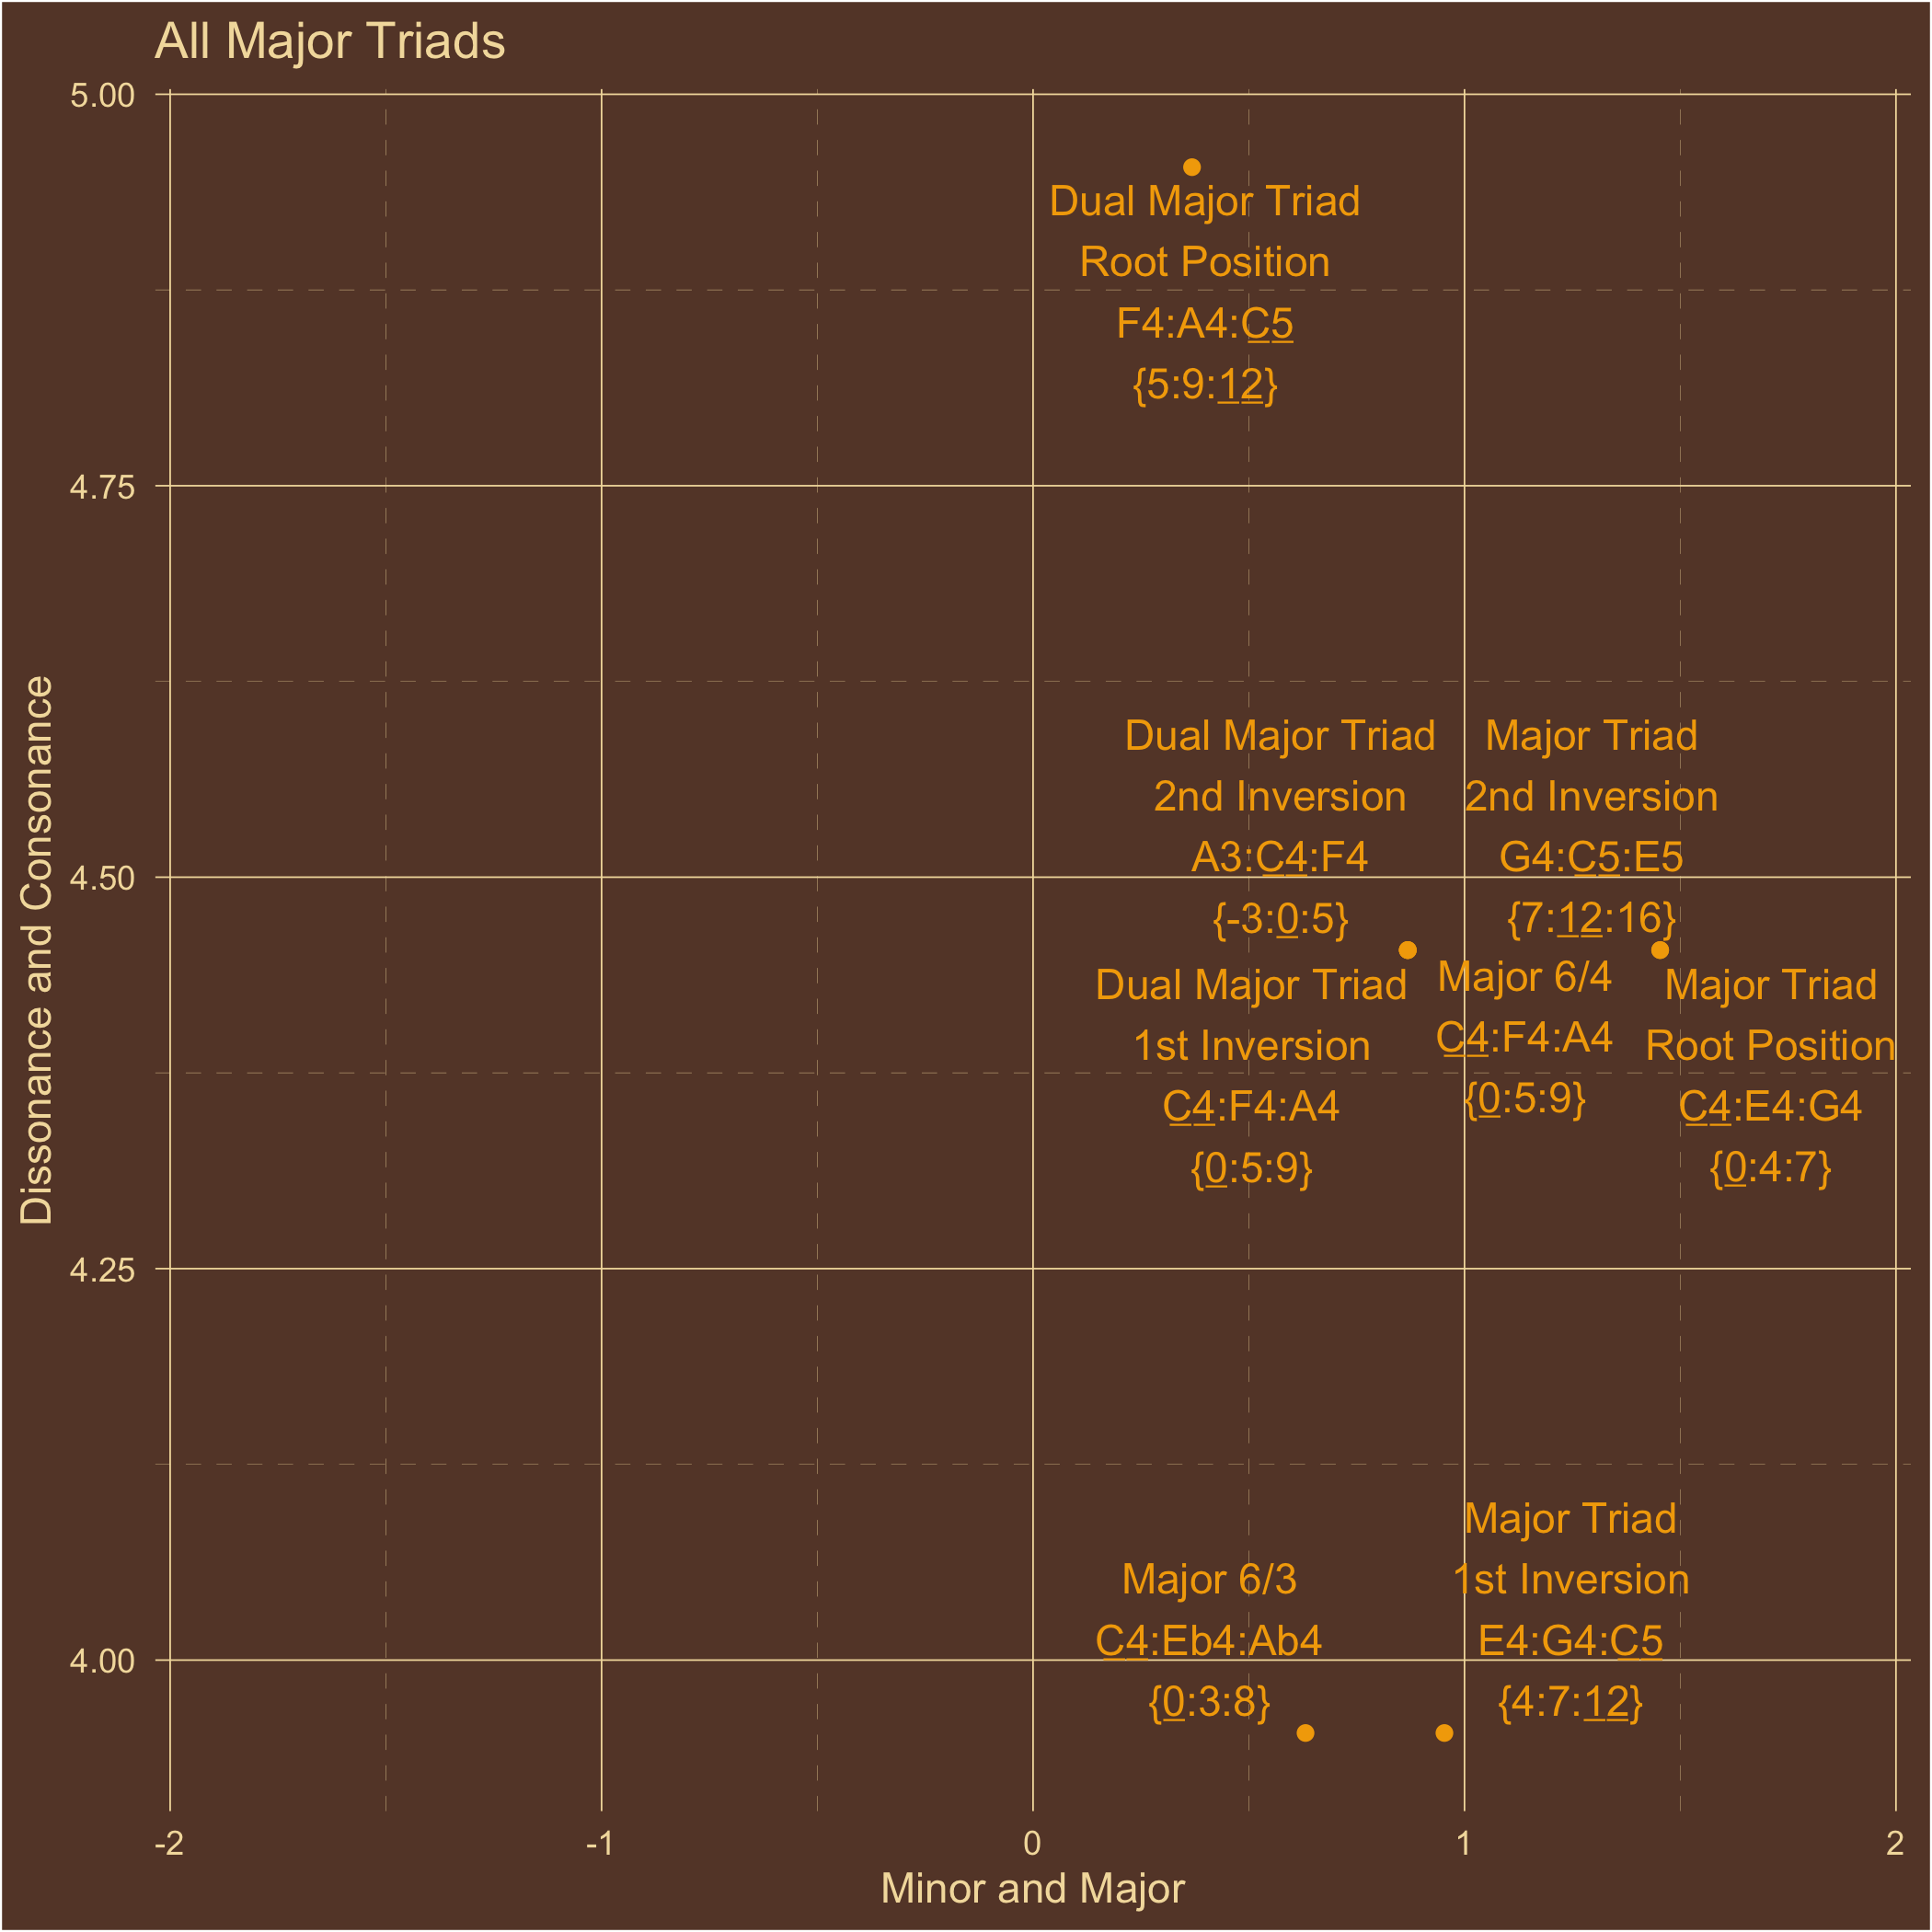 All Major Triads
5.00
4.75
4.50
4.25
4.00
Dissonance and Consonance
Dual Major Triad
Root Position
F4:A4:C5
{5:9:12}
Dual Major Triad
2nd Inversion
A3:C4:F4
{-3:0:5}
Major Triad
2nd Inversion
G4:C5:E5
{7:12:16}
Dual Major Triad
1st Inversion
C4:F4:A4
{0:5:9}
Major 6/4
C4:F4:A4
{0:5:9}
Major Triad
Root Position
C4:E4:G4
{0:4:7}
Major 6/3
C4:Eb4:Ab4
{0:3:8}
Major Triad
1st Inversion
E4:G4:C5
{4:7:12}
-2 -1 0 1 2
Minor and Major